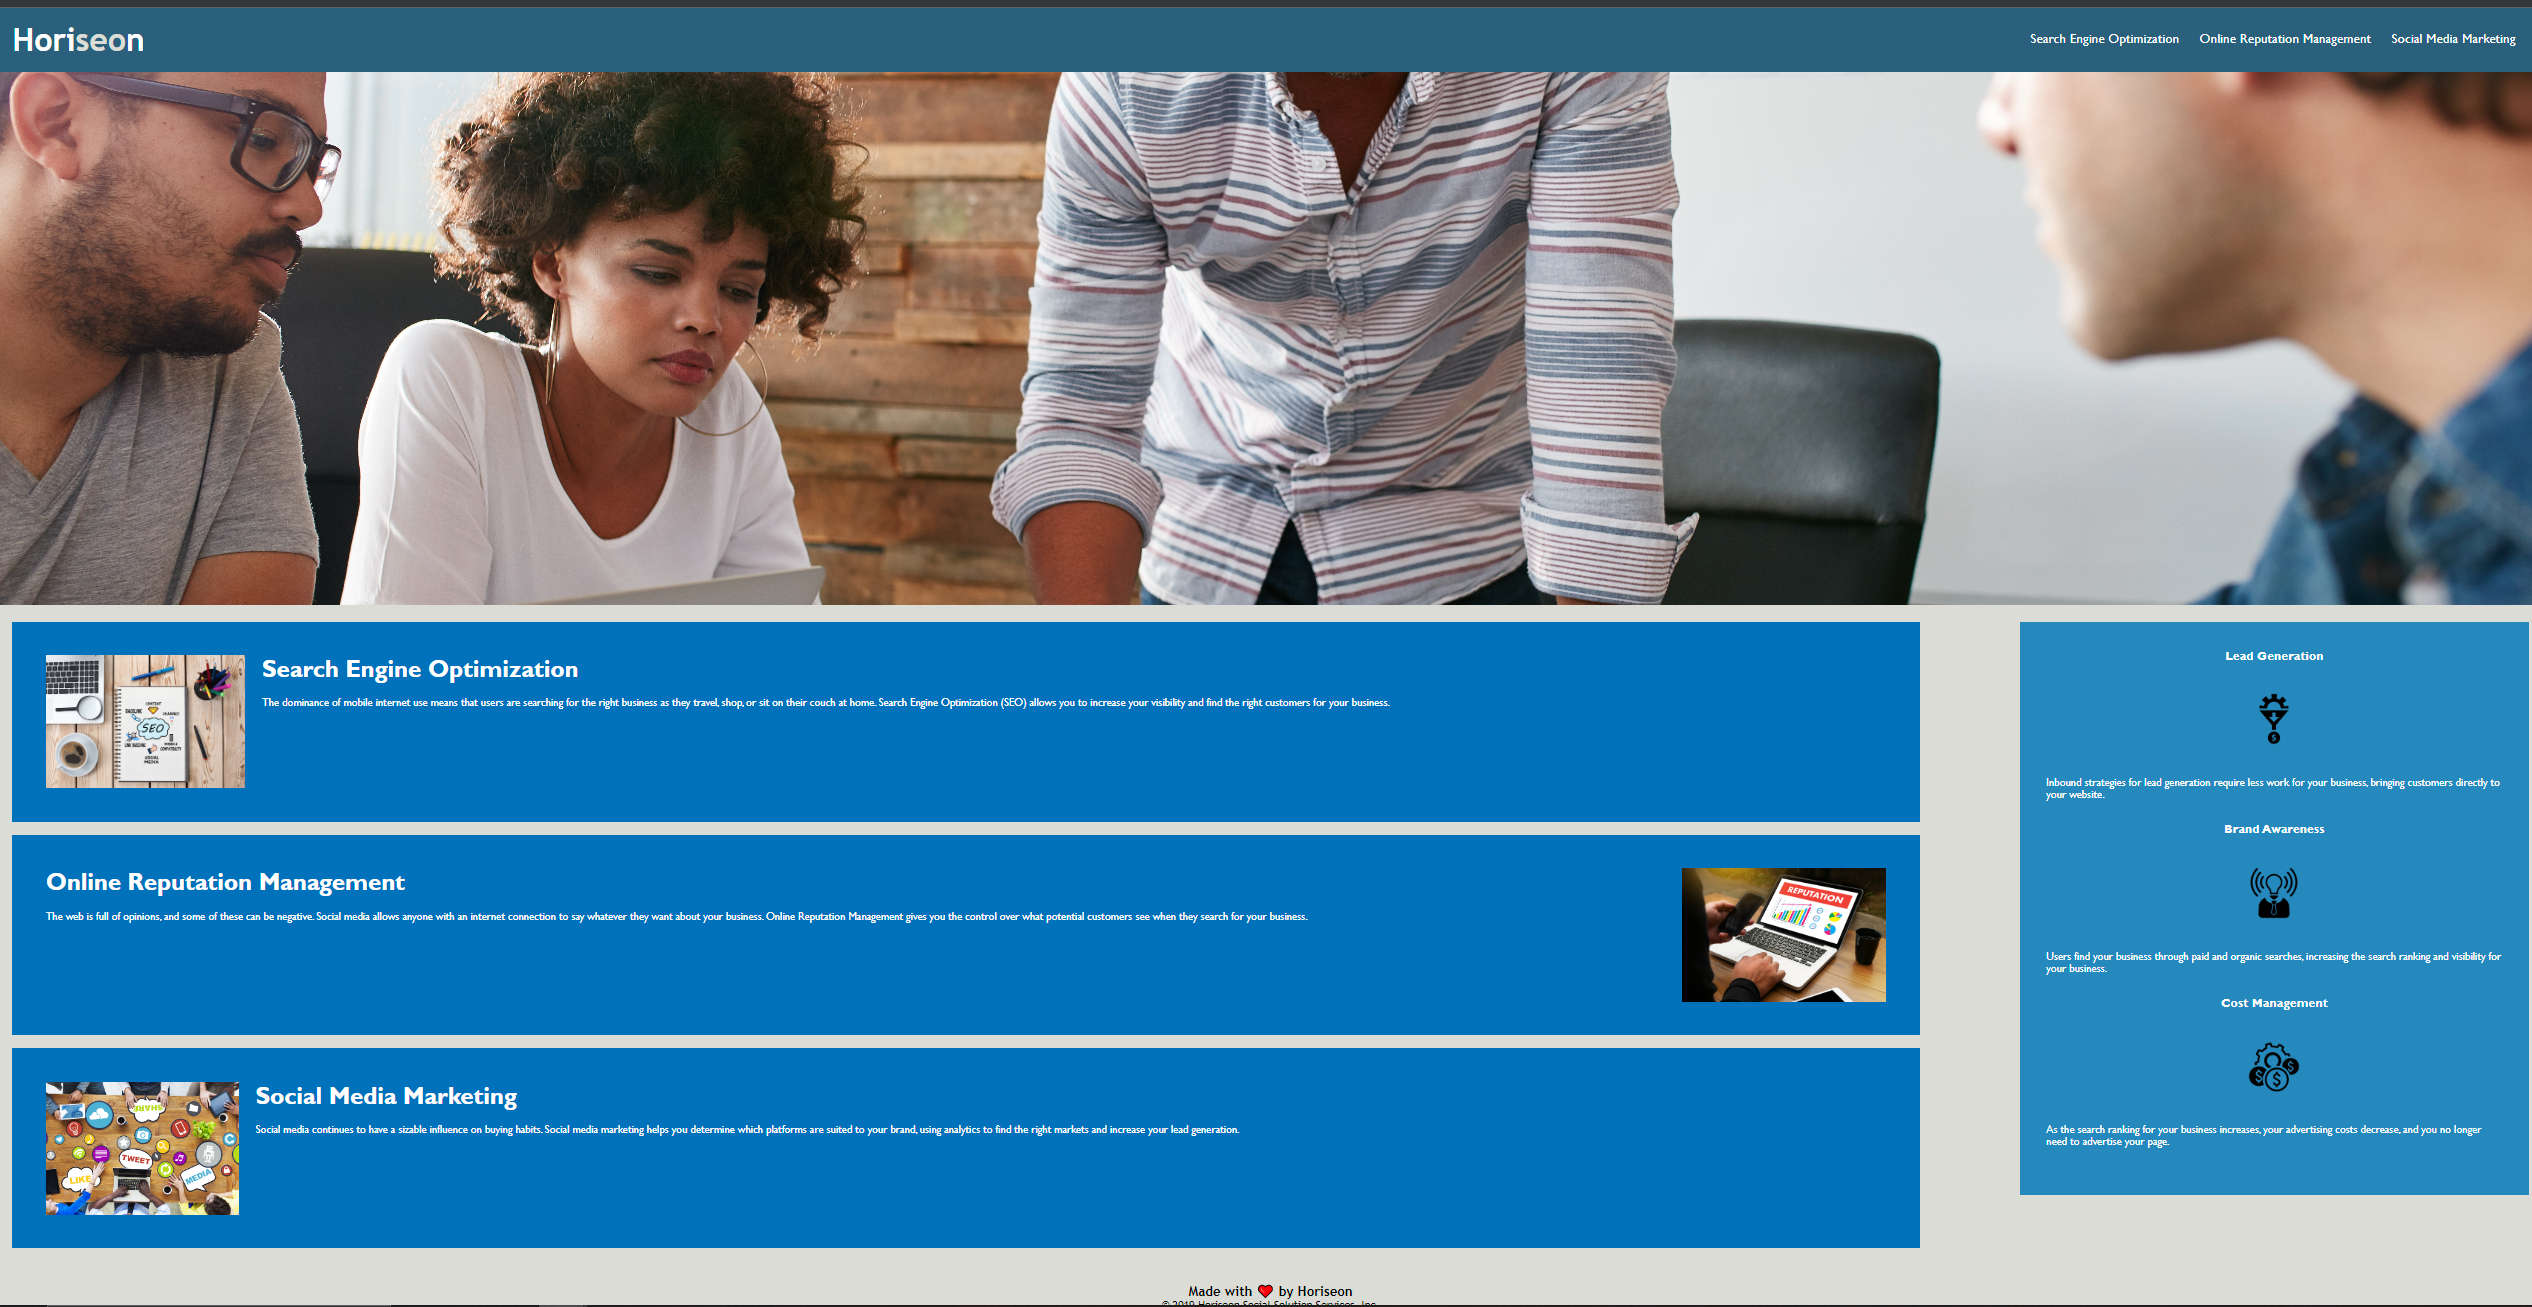 Horiseon
Search Engine Optimization Online Reputation Management Social Media Marketing
Search Engine Optimization
The dominance of mobile internet use means that users are searching for the right business as they travel, shop, or sit on their couch at home. Search Engine Optimization (SEO) allows you to increase your visibility and find the right customers for your business.
SEO
Online Reputation Management
The web is full of opinions, and some of these can be negative. Social media allows anyone with an internet connection to say whatever they want about your business. Online Reputation Management gives you the control over what potential customers see when they search for your business.
REPUTATION
Social Media Marketing
Social media continues to have a sizable influence on buying habits. Social media marketing helps you determine which platforms are suited to your brand, using analytics to find the right markets and increase your lead generation.
SHARE
TWEET
LIKE
MEDIA
Lead Generation
Inbound strategies for lead generation require less work for your business, bringing customers directly to
your website.
Brand Awareness
Users find your business through paid and organic searches, increasing the search ranking and visibility for
your business.
Cost Management
As the search ranking for your business increases, your advertising costs decrease, and you no longer
need to advertise your page.
Made with ❤️ by Horiseon
© 2019 Horiseon Social Solution Services, Inc.